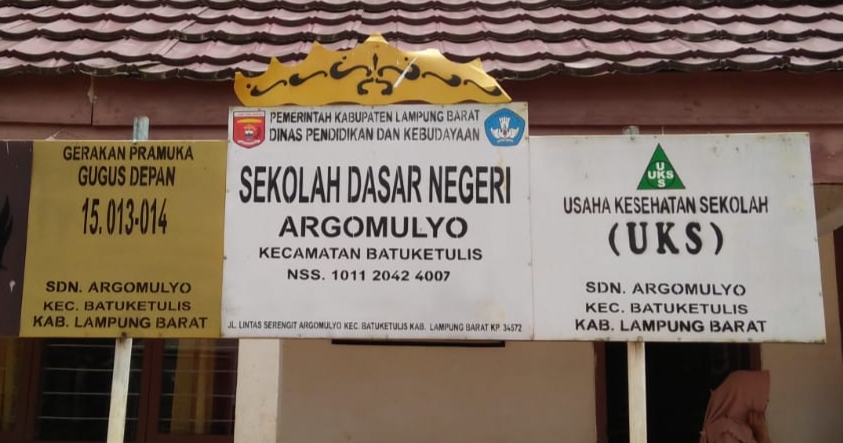 GERAKAN PRAMUKA
GUGUS DEPAN
15.013-014
SDN. ARGOMULYO
KEC. BATUKETULIS
KAB. LAMPUNG BARAT
PEMERINTAH KABUPATEN LAMPUNG BARAT
DINAS PENDIDIKAN DAN KEBUDAYAAN
SEKOLAH DASAR NEGERI
ARGOMULYO
KECAMATAN BATUKETULIS
NSS. 1011 2042 4007
JL. LINTAS SERENGIT ARGOMULYO KEC. BATUKETULIS KAB. LAMPUNG BARAT KP. 34572
U
UKS
S
USAHA KESEHATAN SEKOLAH
(UKS)
SDN. ARGOMULYO
KEC. BATUKETULIS
KAB. LAMPUNG BARAT